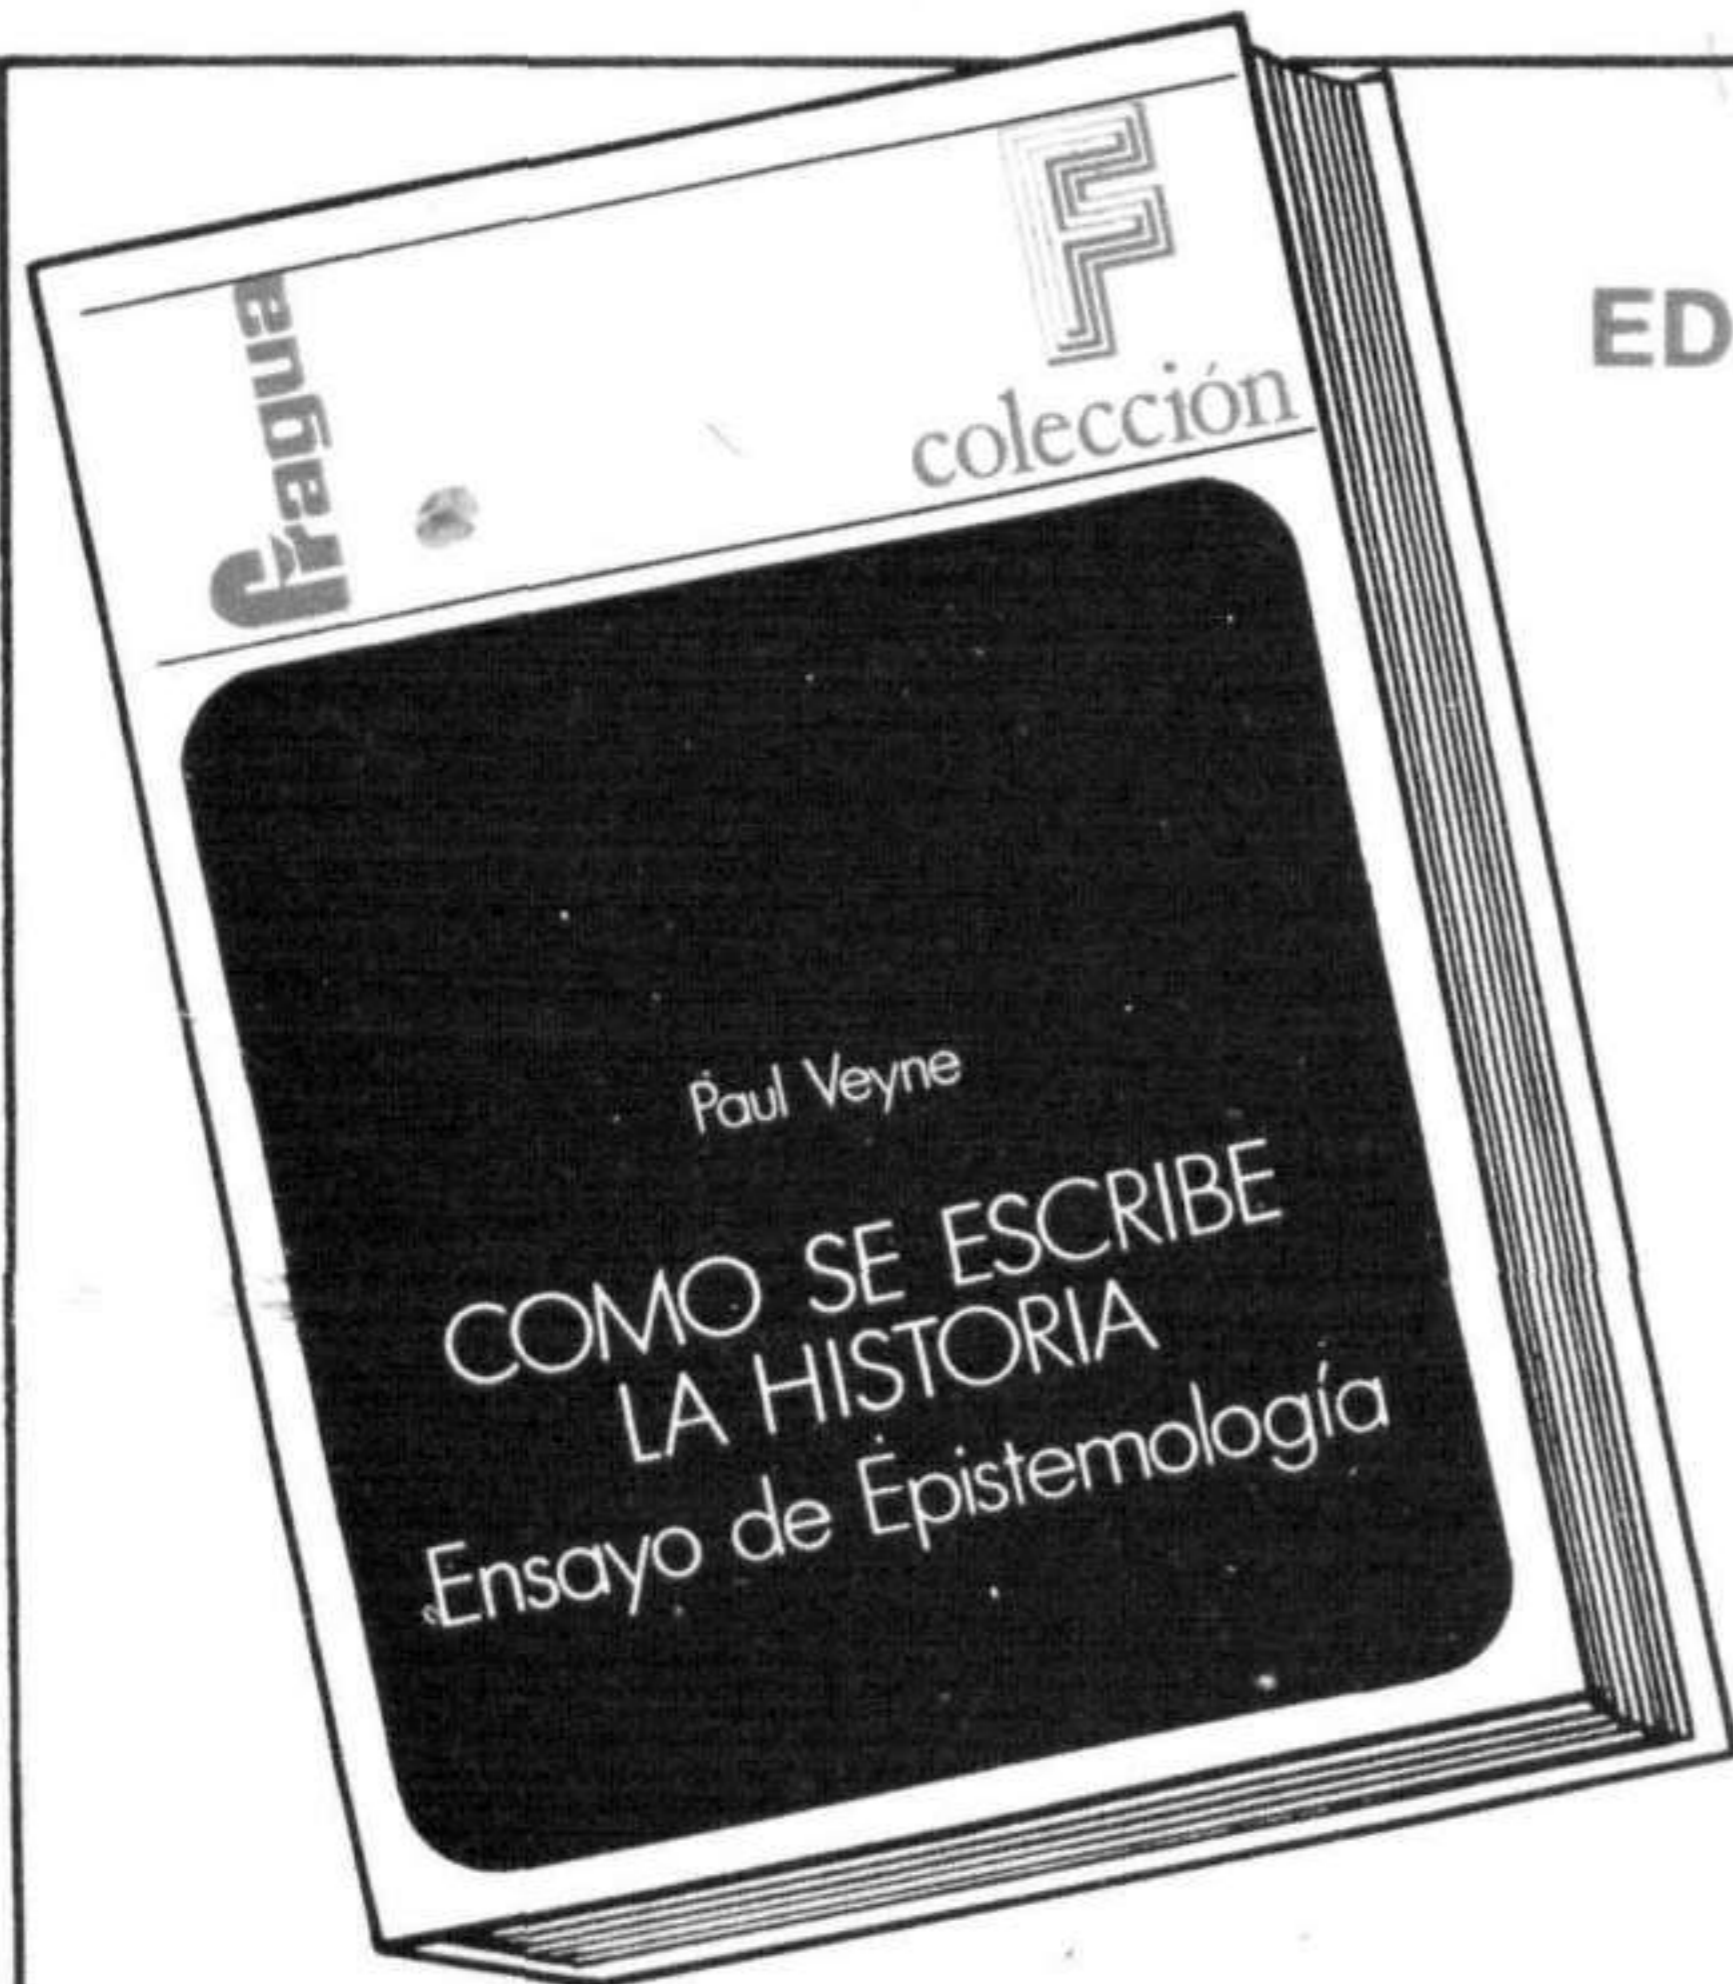 fragua
F
colección
ED
Paul Veyne
COMO SE ESCRIBE
LA HISTORIA
Ensayo de Epistemología